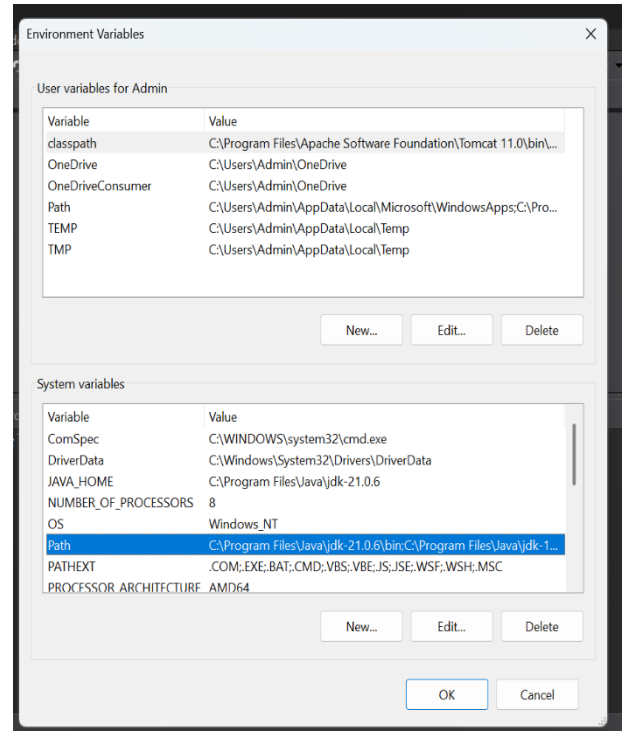 Environment Variables
User variables for Admin
Variable Value
classpath C:\Program Files\Apache Software Foundation\Tomcat 11.0\bin\...
OneDrive C:\Users\Admin\OneDrive
OneDriveConsumer C:\Users\Admin\OneDrive
Path C:\Users\Admin\AppData\Local\Microsoft\WindowsApps;C:\Pro...
TEMP C:\Users\Admin\AppData\Local\Temp
TMP C:\Users\Admin\AppData\Local\Temp
New... Edit... Delete
System variables
Variable Value
ComSpec C:\WINDOWS\system32\cmd.exe
DriverData C:\Windows\System32\Drivers\DriverData
JAVA_HOME C:\Program Files\Java\jdk-21.0.6
NUMBER_OF_PROCESSORS 8
OS Windows_NT
Path C:\Program Files\Java\jdk-21.0.6\bin;C:\Program Files\Java\jdk-1...
PATHEXT .COM;.EXE;.BAT;.CMD;.VBS;.VBE;.JS;.JSE;.WSF;.WSH;.MSC
PROCESSOR_ARCHITECTURE AMD64
New... Edit... Delete
OK Cancel